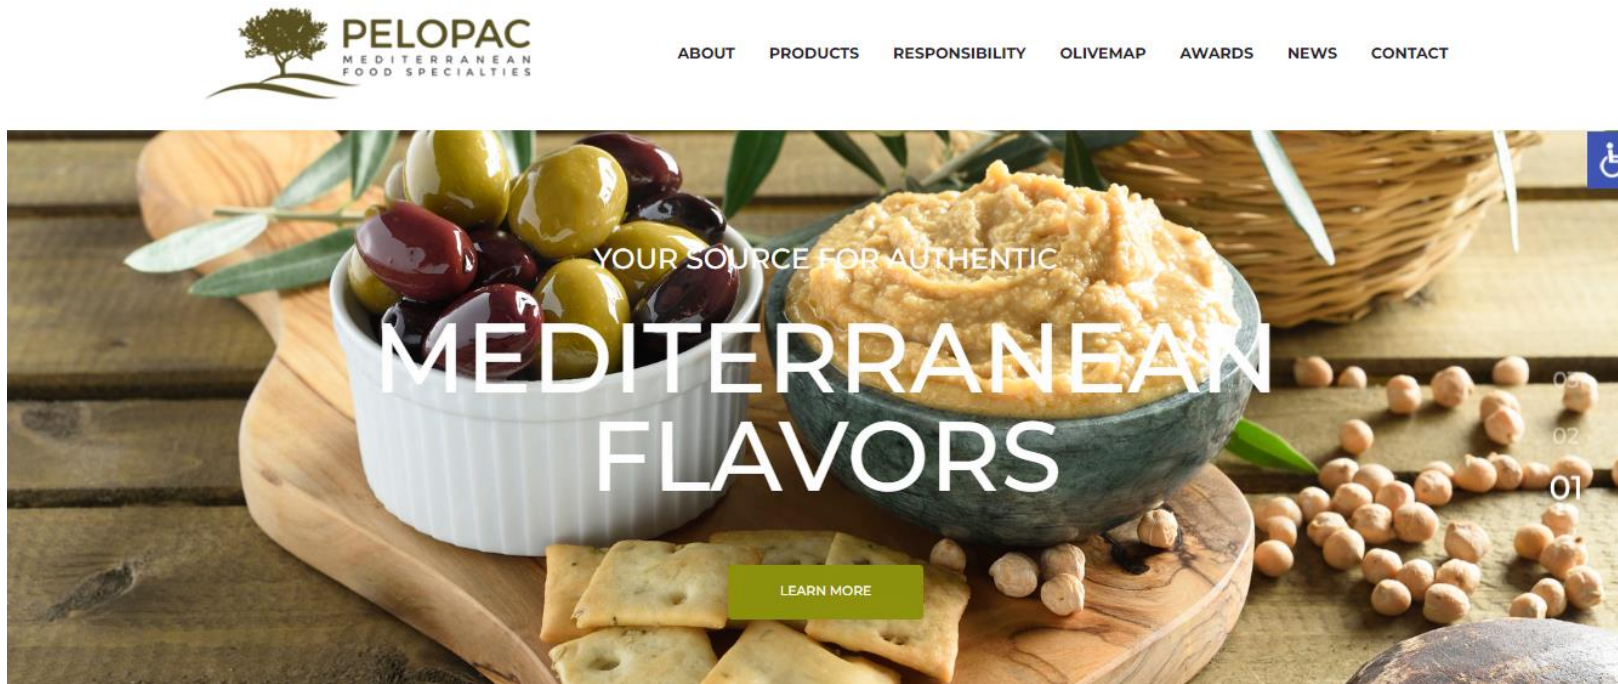 PELOPAC
MEDITERRANEAN
FOOD SPECIALTIES
ABOUT PRODUCTS RESPONSIBILITY OLIVEMAP AWARDS NEWS CONTACT
YOUR SOURCE FOR AUTHENTIC
MEDITERRANEAN
FLAVORS
LEARN MORE
03
02
01